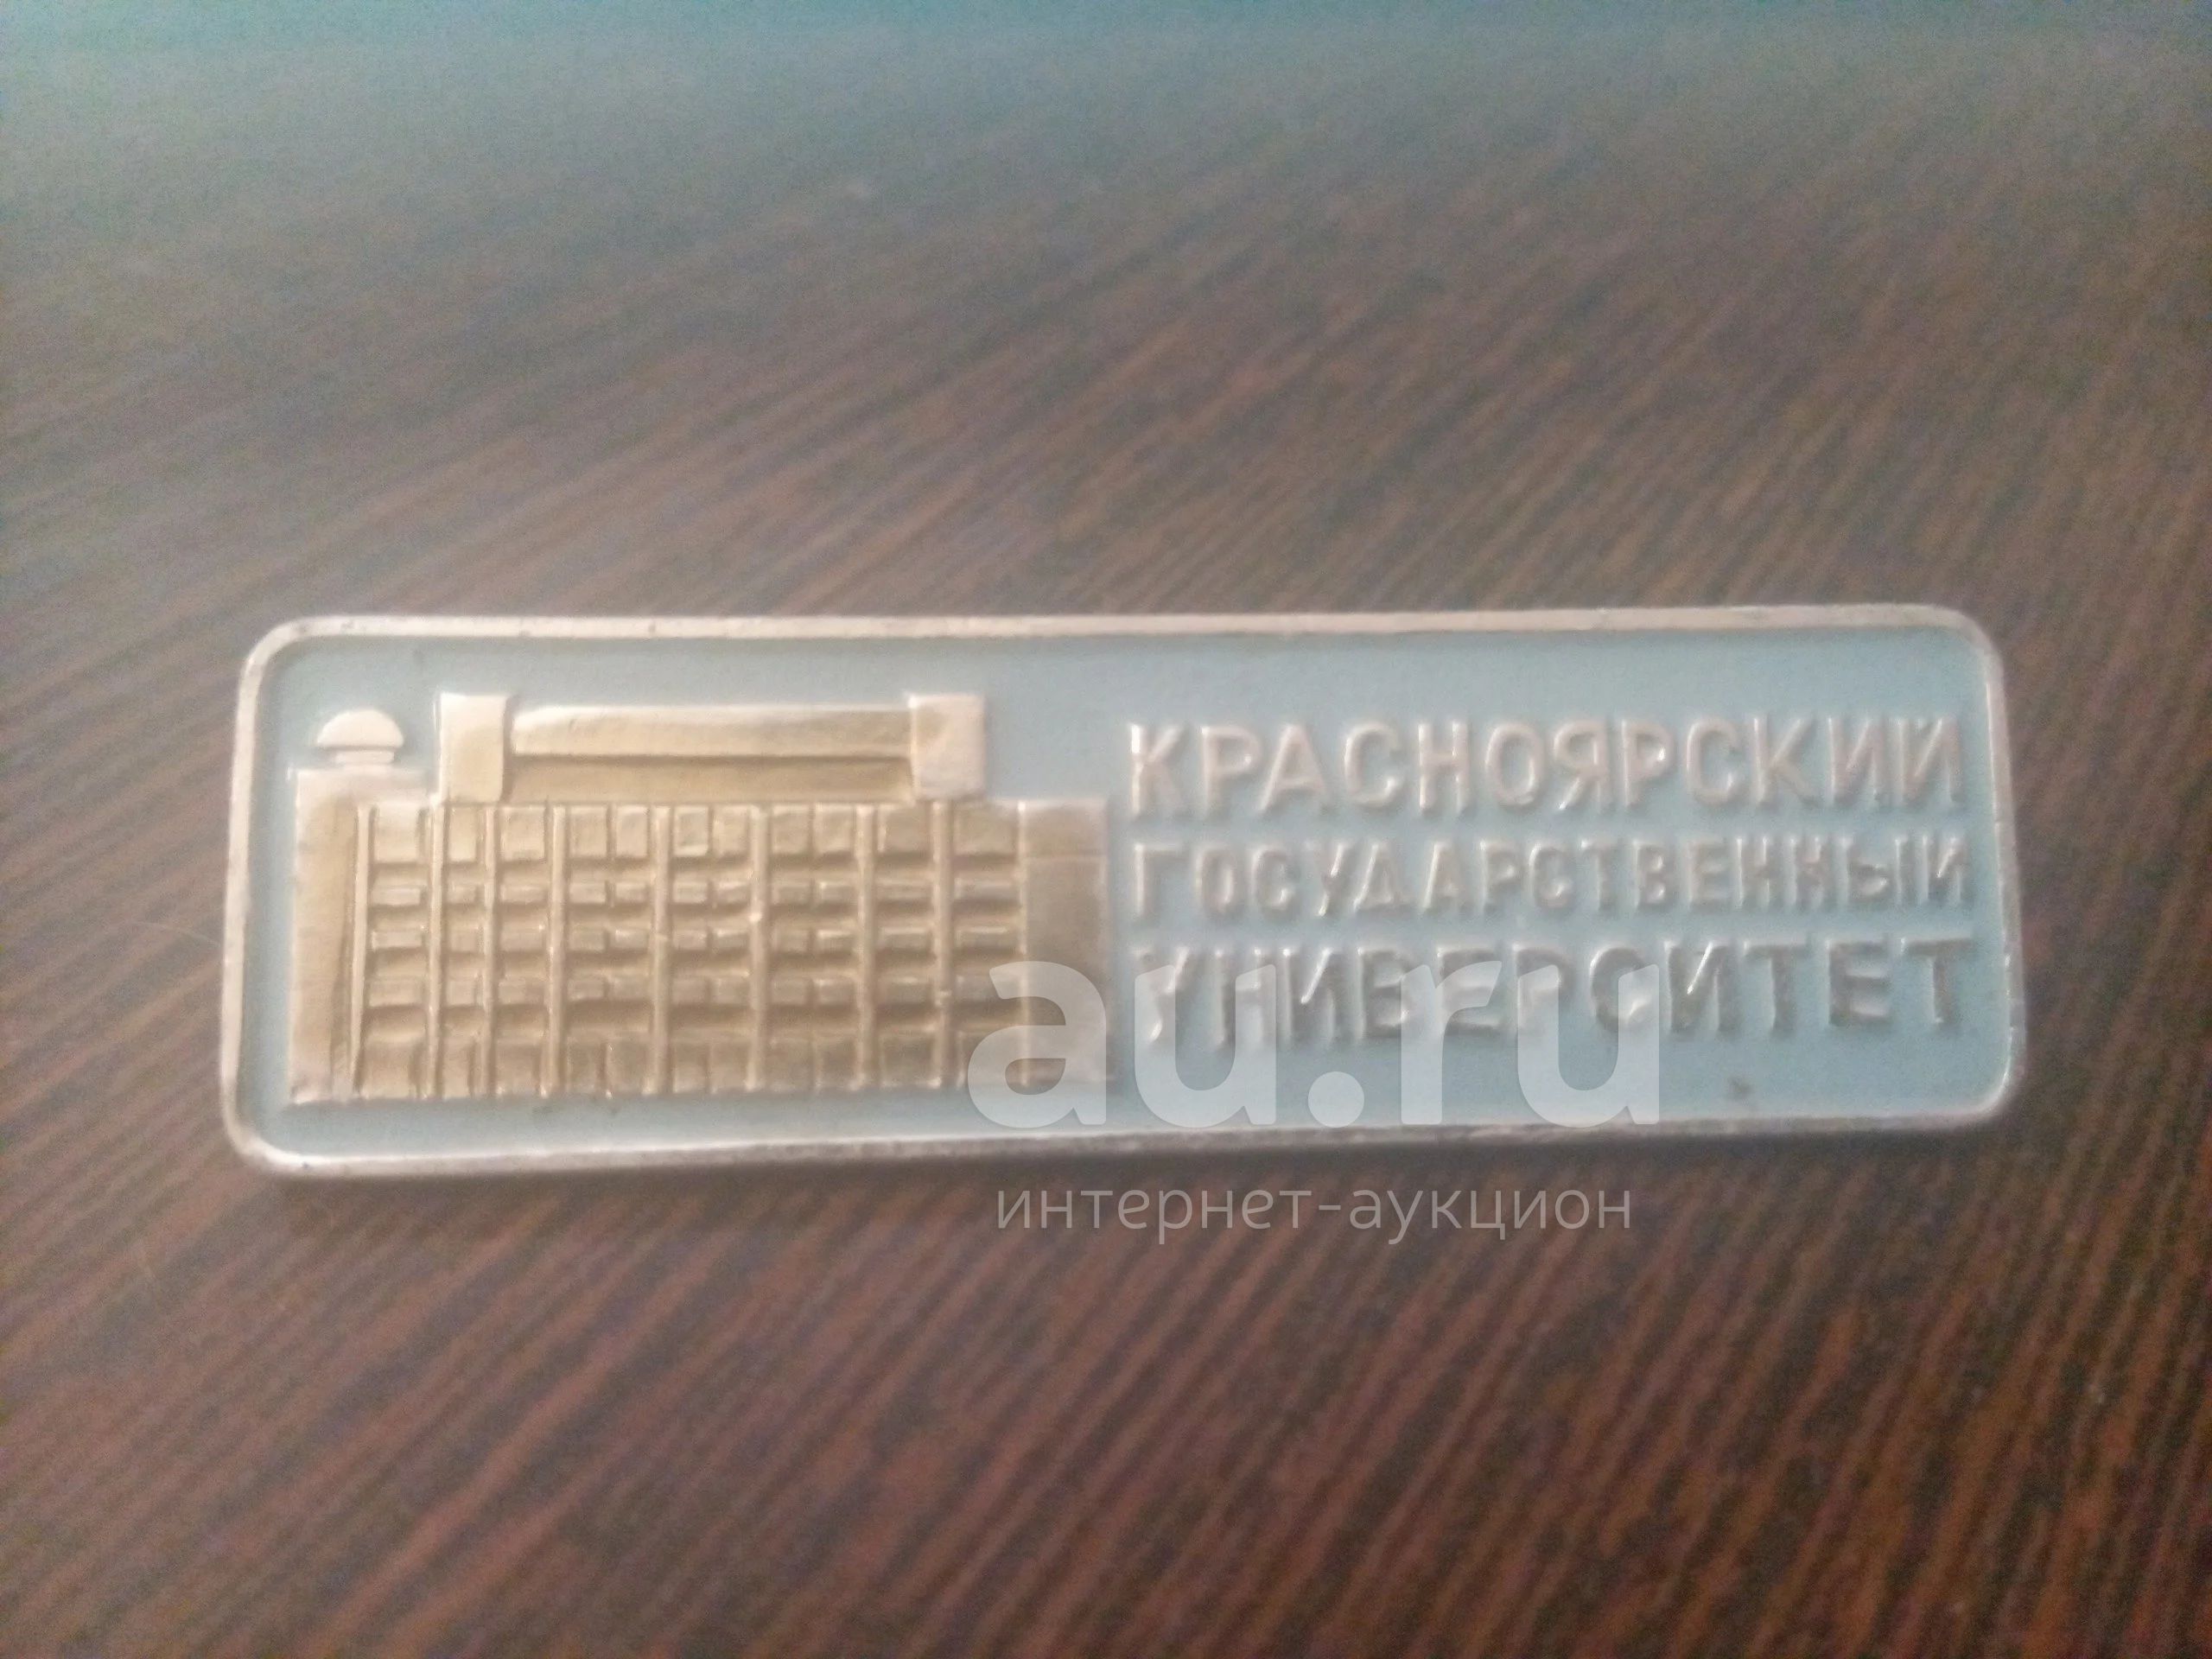 КРАСНОЯРСКИЙ
ГОСУДАРСТВЕННЫЙ
УНИВЕРСИТЕТ
au.ru
интернет-аукцион